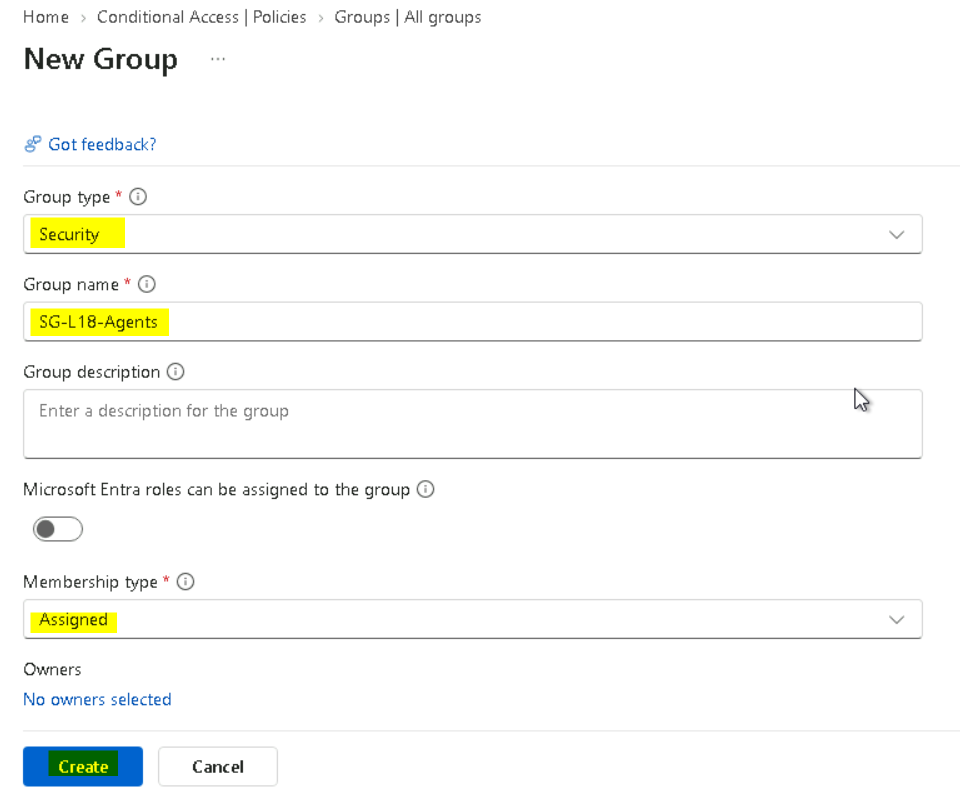 Home > Conditional Access | Policies > Groups | All groups
New Group ...
Got feedback?
Group type *
Security
Group name *
SG-L18-Agents
Group description
Enter a description for the group
Microsoft Entra roles can be assigned to the group
Membership type *
Assigned
Owners
No owners selected
Create Cancel